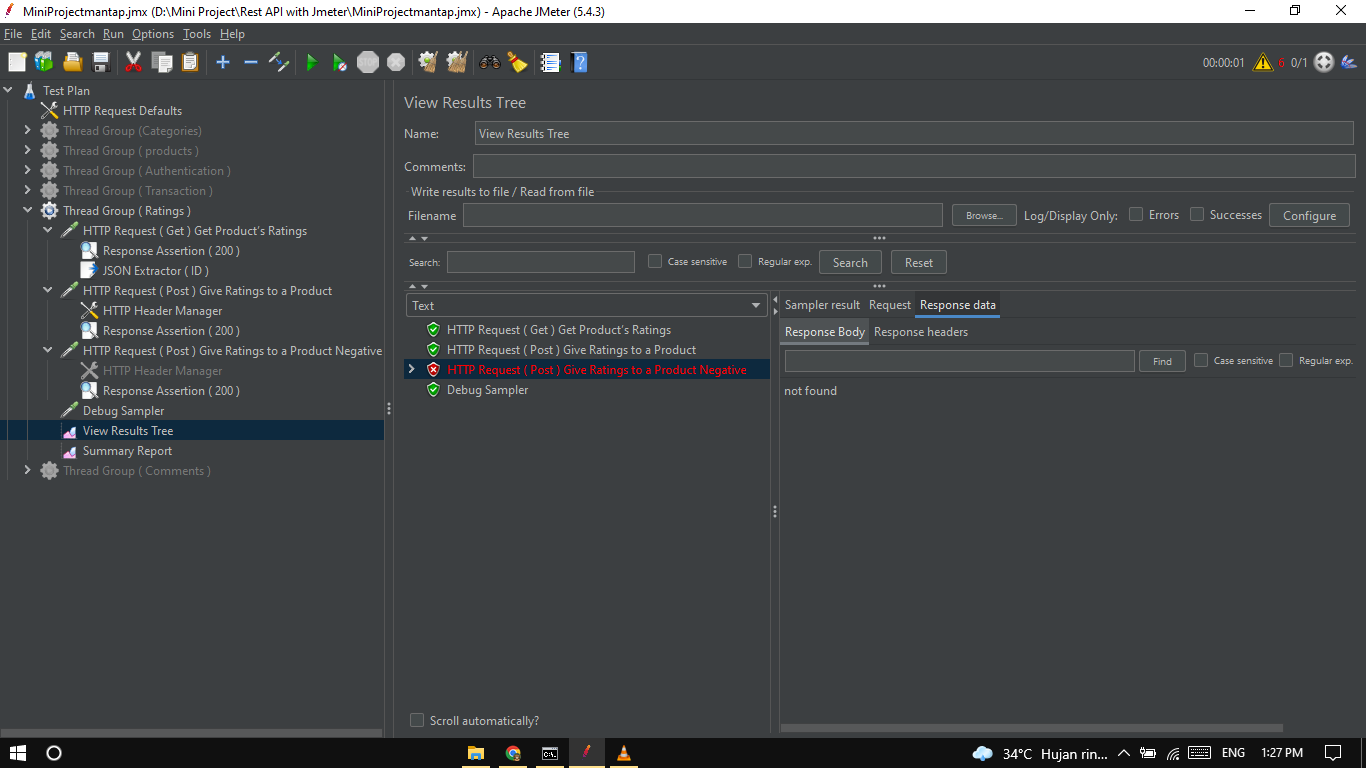 MiniProjectmantap.jmx (D:\Mini Project\Rest API with Jmeter\MiniProjectmantap.jmx) - Apache JMeter (5.4.3)
File Edit Search Run Options Tools Help
STOP 00:00:01 6 0/1
Test Plan
HTTP Request Defaults
Thread Group (Categories)
Thread Group ( products )
Thread Group ( Authentication )
Thread Group ( Transaction )
Thread Group ( Ratings )
HTTP Request ( Get ) Get Product's Ratings
Response Assertion ( 200 )
JSON Extractor ( ID )
HTTP Request ( Post ) Give Ratings to a Product
HTTP Header Manager
Response Assertion ( 200 )
HTTP Request ( Post ) Give Ratings to a Product Negative
HTTP Header Manager
Response Assertion ( 200 )
Debug Sampler
View Results Tree
Summary Report
Thread Group ( Comments )
View Results Tree
Name: View Results Tree
Comments:
Write results to file / Read from file
Filename Browse... Log/Display Only: Errors Successes Configure
Search: Case sensitive Regular exp. Search Reset
Text
HTTP Request ( Get ) Get Product's Ratings
HTTP Request ( Post ) Give Ratings to a Product
HTTP Request ( Post ) Give Ratings to a Product Negative
Debug Sampler
Scroll automatically?
Sampler result Request Response data
Response Body Response headers
Find Case sensitive Regular exp.
not found
34°C Hujan rin... ENG 1:27 PM